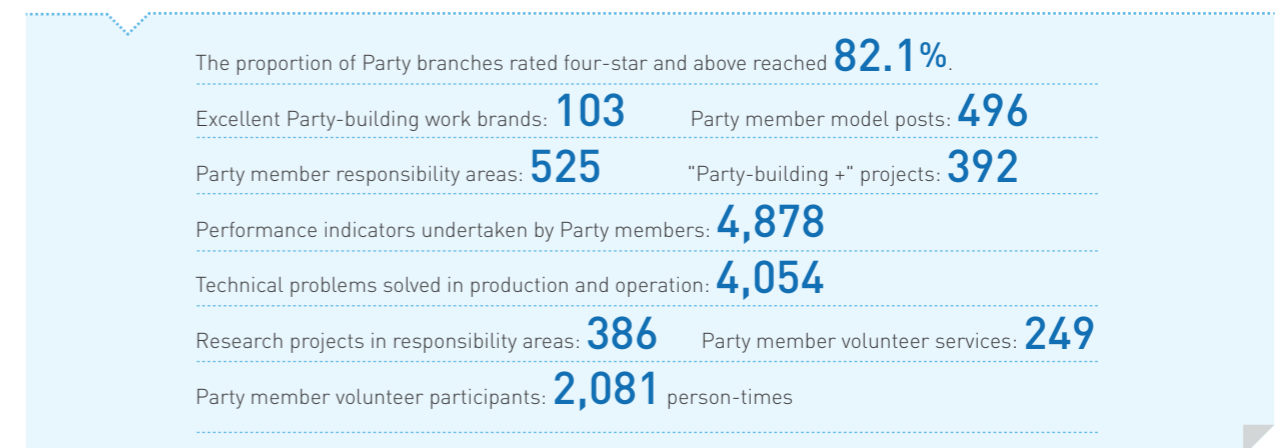 The proportion of Party branches rated four-star and above reached 82.1%.
Excellent Party-building work brands: 103 Party member model posts: 496
Party member responsibility areas: 525 "Party-building +" projects: 392
Performance indicators undertaken by Party members: 4,878
Technical problems solved in production and operation: 4,054
Research projects in responsibility areas: 386 Party member volunteer services: 249
Party member volunteer participants: 2,081 person-times